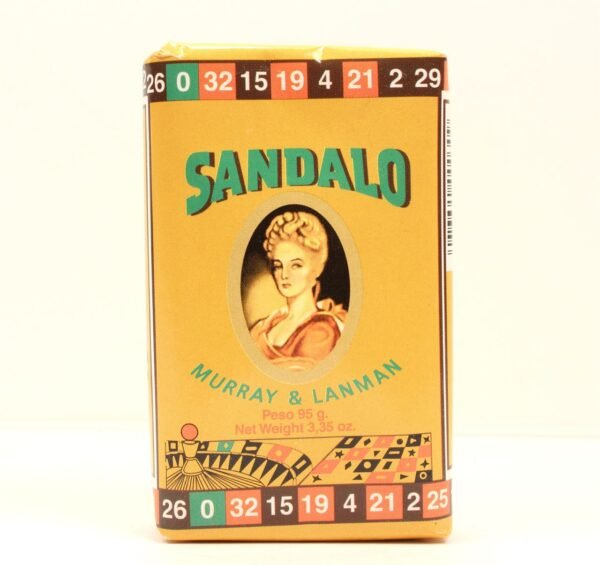 26 0 32 15 19 4 21 2 29
SANDALO
MURRAY & LANMAN
Peso 95 g.
Net Weight 3,35 oz.
26 0 32 15 19 4 21 2 25